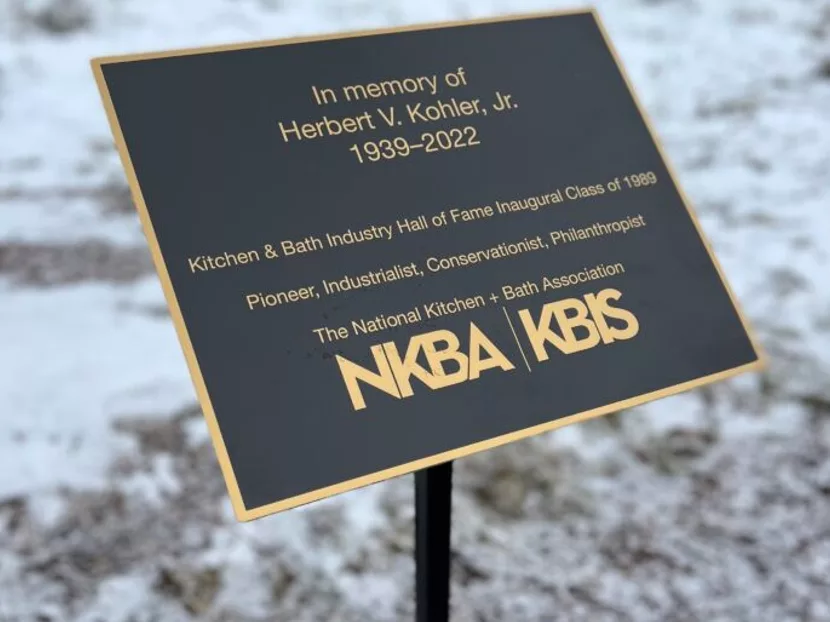 In memory of
Herbert V. Kohler, Jr.
1939–2022
Kitchen & Bath Industry Hall of Fame Inaugural Class of 1989
Pioneer, Industrialist, Conservationist, Philanthropist
The National Kitchen + Bath Association
NKBA | KBIS